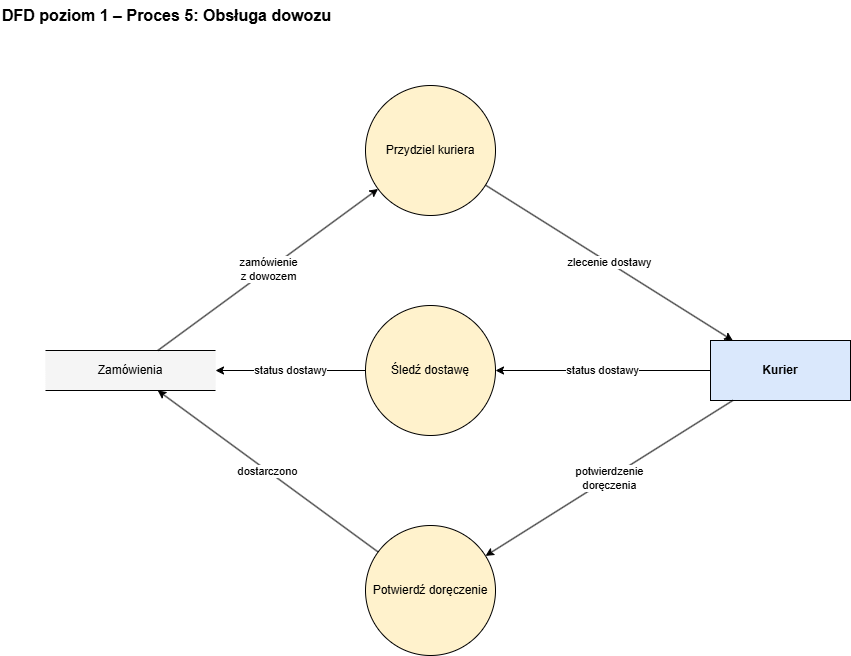 DFD poziom 1 – Proces 5: Obsługa dowozu
Przydziel kuriera
zamówienie
z dowozem
zlecenie dostawy
Zamówienia
status dostawy
Śledź dostawę
status dostawy
Kurier
dostarczono
potwierdzenie
doręczenia
Potwierdź doręczenie